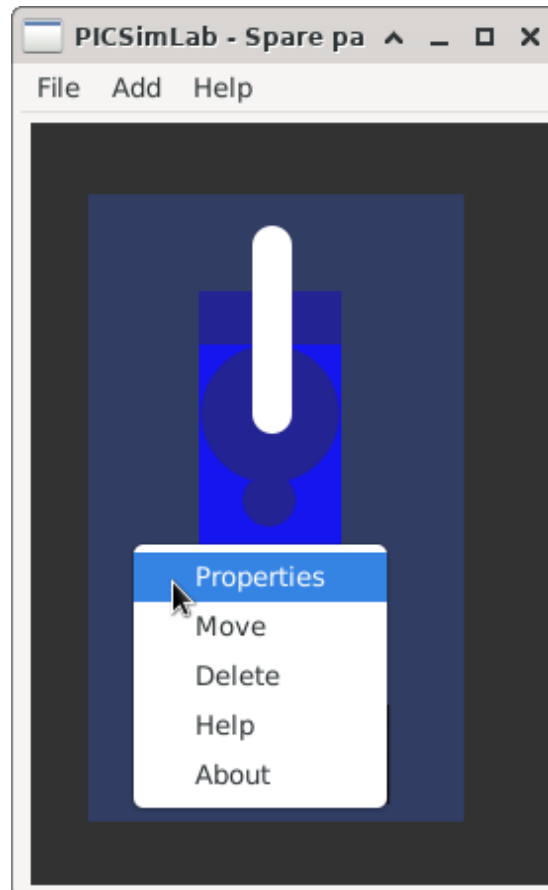 PICSimLab - Spare pa
File Add Help
Properties
Move
Delete
Help
About